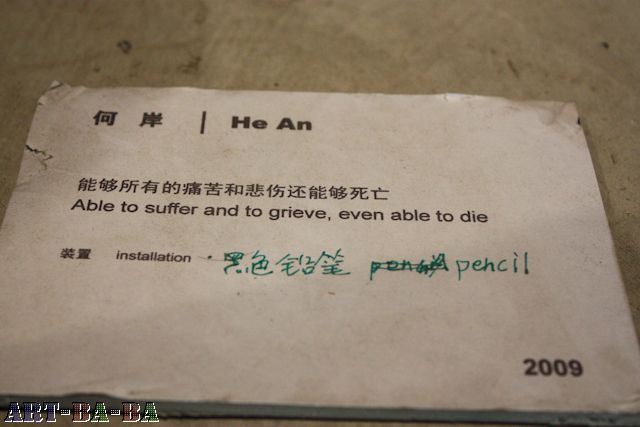 何岸 | He An
能够所有的痛苦和悲伤还能够死亡
Able to suffer and to grieve, even able to die
装置 installation 黑色铅笔 pencil
2009
ART-BA-BA